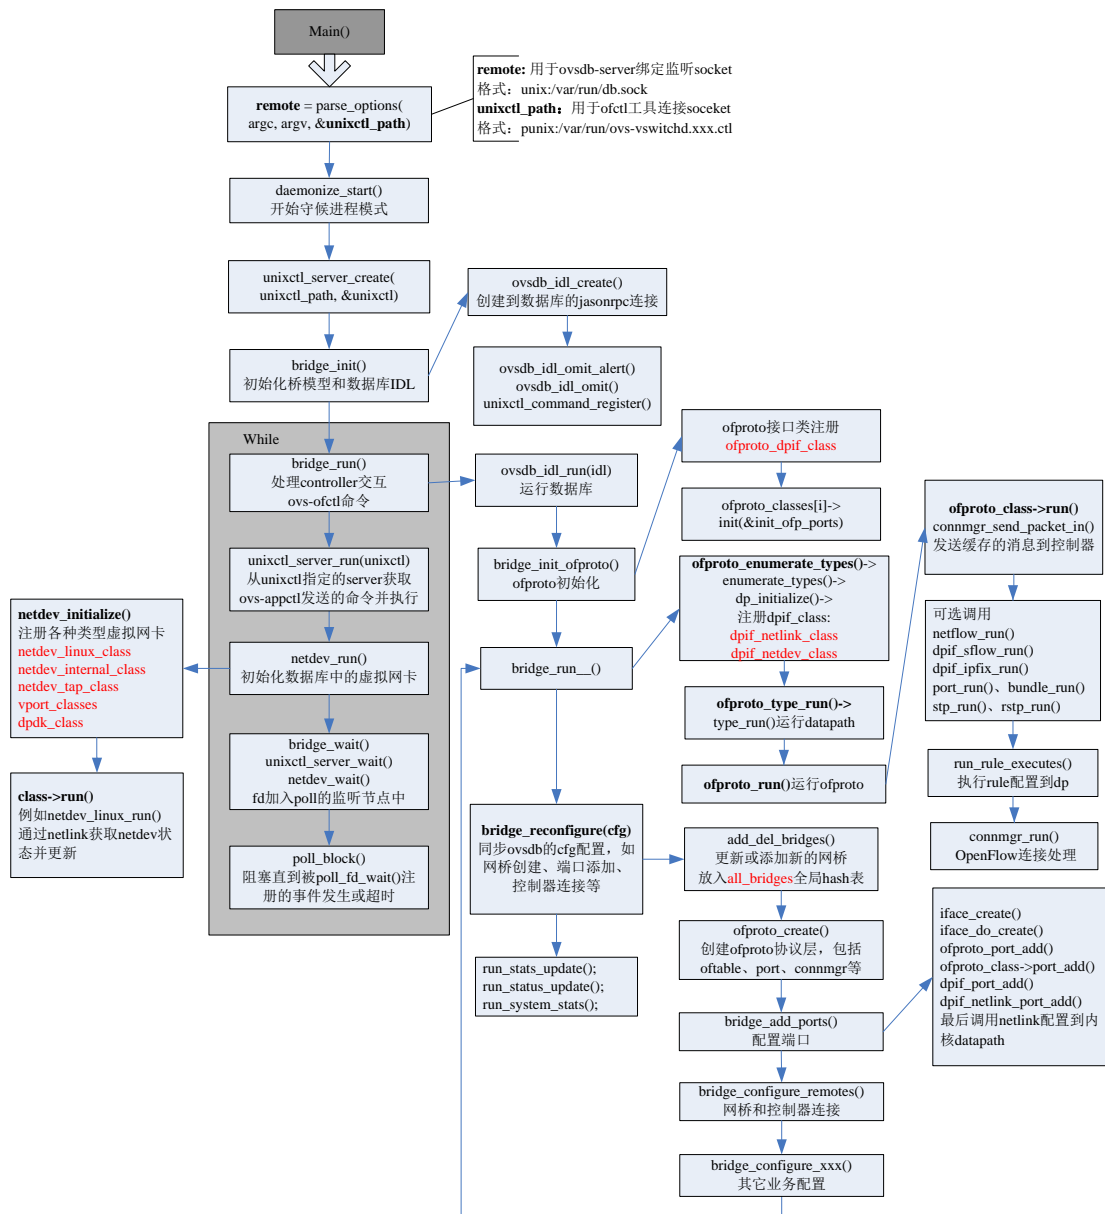 Main()
remote = parse_options(
argc, argv, &unixctl_path)
remote: 用于ovsdb-server绑定监听socket
格式：unix:/var/run/db.sock
unixctl_path：用于ofctl工具连接soceket
格式：punix:/var/run/ovs-vswitchd.xxx.ctl
daemonize_start()
开始守候进程模式
unixctl_server_create(
unixctl_path, &unixctl)
bridge_init()
初始化桥模型和数据库IDL
ovsdb_idl_create()
创建到数据库的jasonrpc连接
ovsdb_idl_omit_alert()
ovsdb_idl_omit()
unixctl_command_register()
While
bridge_run()
处理controller交互
ovs-ofctl命令
unixctl_server_run(unixctl)
从unixctl指定的server获取
ovs-appctl发送的命令并执行
netdev_run()
初始化数据库中的虚拟网卡
bridge_wait()
unixctl_server_wait()
netdev_wait()
fd加入poll的监听节点中
poll_block()
阻塞直到被poll_fd_wait()注
册的事件发生或超时
netdev_initialize()
注册各种类型虚拟网卡
netdev_linux_class
netdev_internal_class
netdev_tap_class
vport_classes
dpdk_class
class->run()
例如netdev_linux_run()
通过netlink获取netdev状
态并更新
ovsdb_idl_run(idl)
运行数据库
bridge_init_ofproto()
ofproto初始化
bridge_run__()
bridge_reconfigure(cfg)
同步ovsdb的cfg配置，如
网桥创建、端口添加、
控制器连接等
run_stats_update();
run_status_update();
run_system_stats();
ofproto接口类注册
ofproto_dpif_class
ofproto_classes[i]->
init(&init_ofp_ports)
ofproto_enumerate_types()->
enumerate_types()->
dp_initialize()->
注册dpif_class:
dpif_netlink_class
dpif_netdev_class
ofproto_type_run()->
type_run()运行datapath
ofproto_run()运行ofproto
add_del_bridges()
更新或添加新的网桥
放入all_bridges全局hash表
ofproto_create()
创建ofproto协议层，包括
oftable、port、connmgr等
bridge_add_ports()
配置端口
bridge_configure_remotes()
网桥和控制器连接
bridge_configure_xxx()
其它业务配置
ofproto_class->run()
connmgr_send_packet_in()
发送缓存的消息到控制器
可选调用
netflow_run()
dpif_sflow_run()
dpif_ipfix_run()
port_run()、bundle_run()
stp_run()、rstp_run()
run_rule_executes()
执行rule配置到dp
connmgr_run()
OpenFlow连接处理
iface_create()
iface_do_create()
ofproto_port_add()
ofproto_class->port_add()
dpif_port_add()
dpif_netlink_port_add()
最后调用netlink配置到内
核datapath